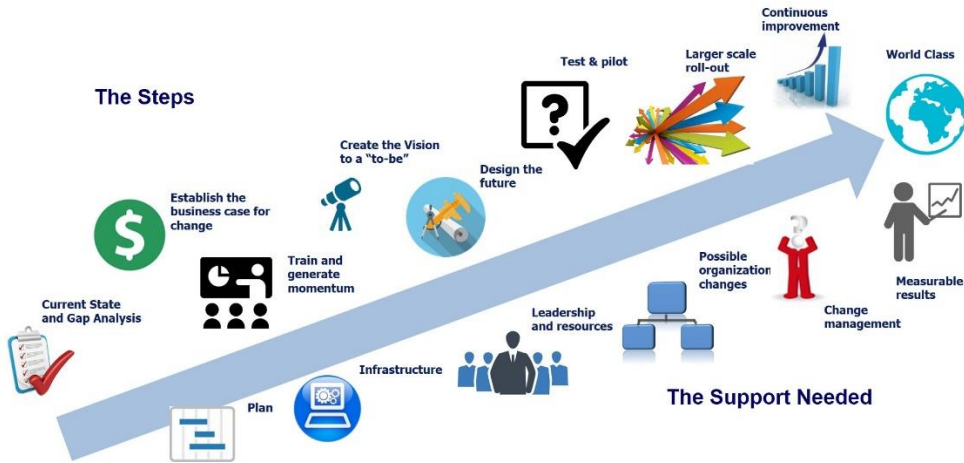 Continuous
improvement
World Class
Larger scale
roll-out
Test & pilot
The Steps
Create the Vision
to a “to-be”
Design the
future
Establish the
business case for
change
Train and
generate
momentum
Current State
and Gap Analysis
Possible
organization
changes
Measurable
results
Change
management
Leadership
and resources
Infrastructure
Plan
The Support Needed